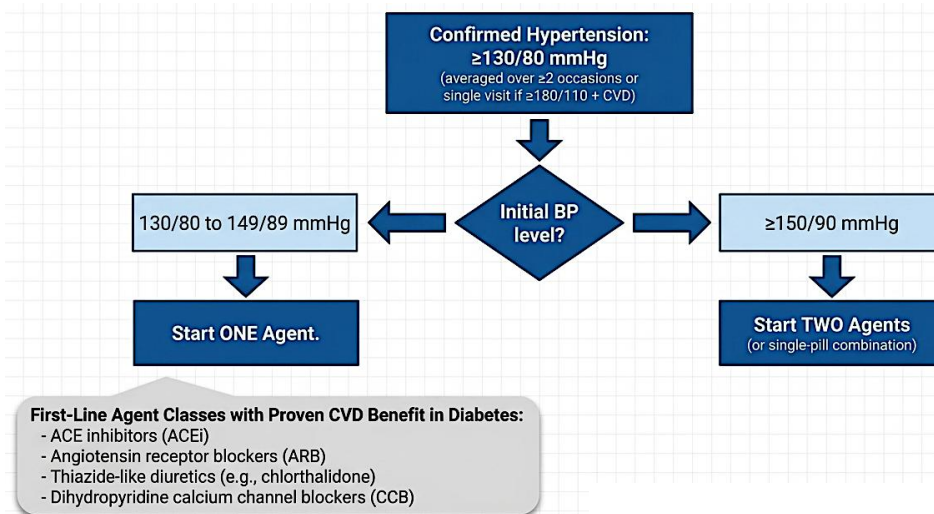 Confirmed Hypertension:
≥130/80 mmHg
(averaged over ≥2 occasions or
single visit if ≥180/110 + CVD)
Initial BP
level?
130/80 to 149/89 mmHg
≥150/90 mmHg
Start ONE Agent.
Start TWO Agents
(or single-pill combination)
First-Line Agent Classes with Proven CVD Benefit in Diabetes:
- ACE inhibitors (ACEi)
- Angiotensin receptor blockers (ARB)
- Thiazide-like diuretics (e.g., chlorthalidone)
- Dihydropyridine calcium channel blockers (CCB)